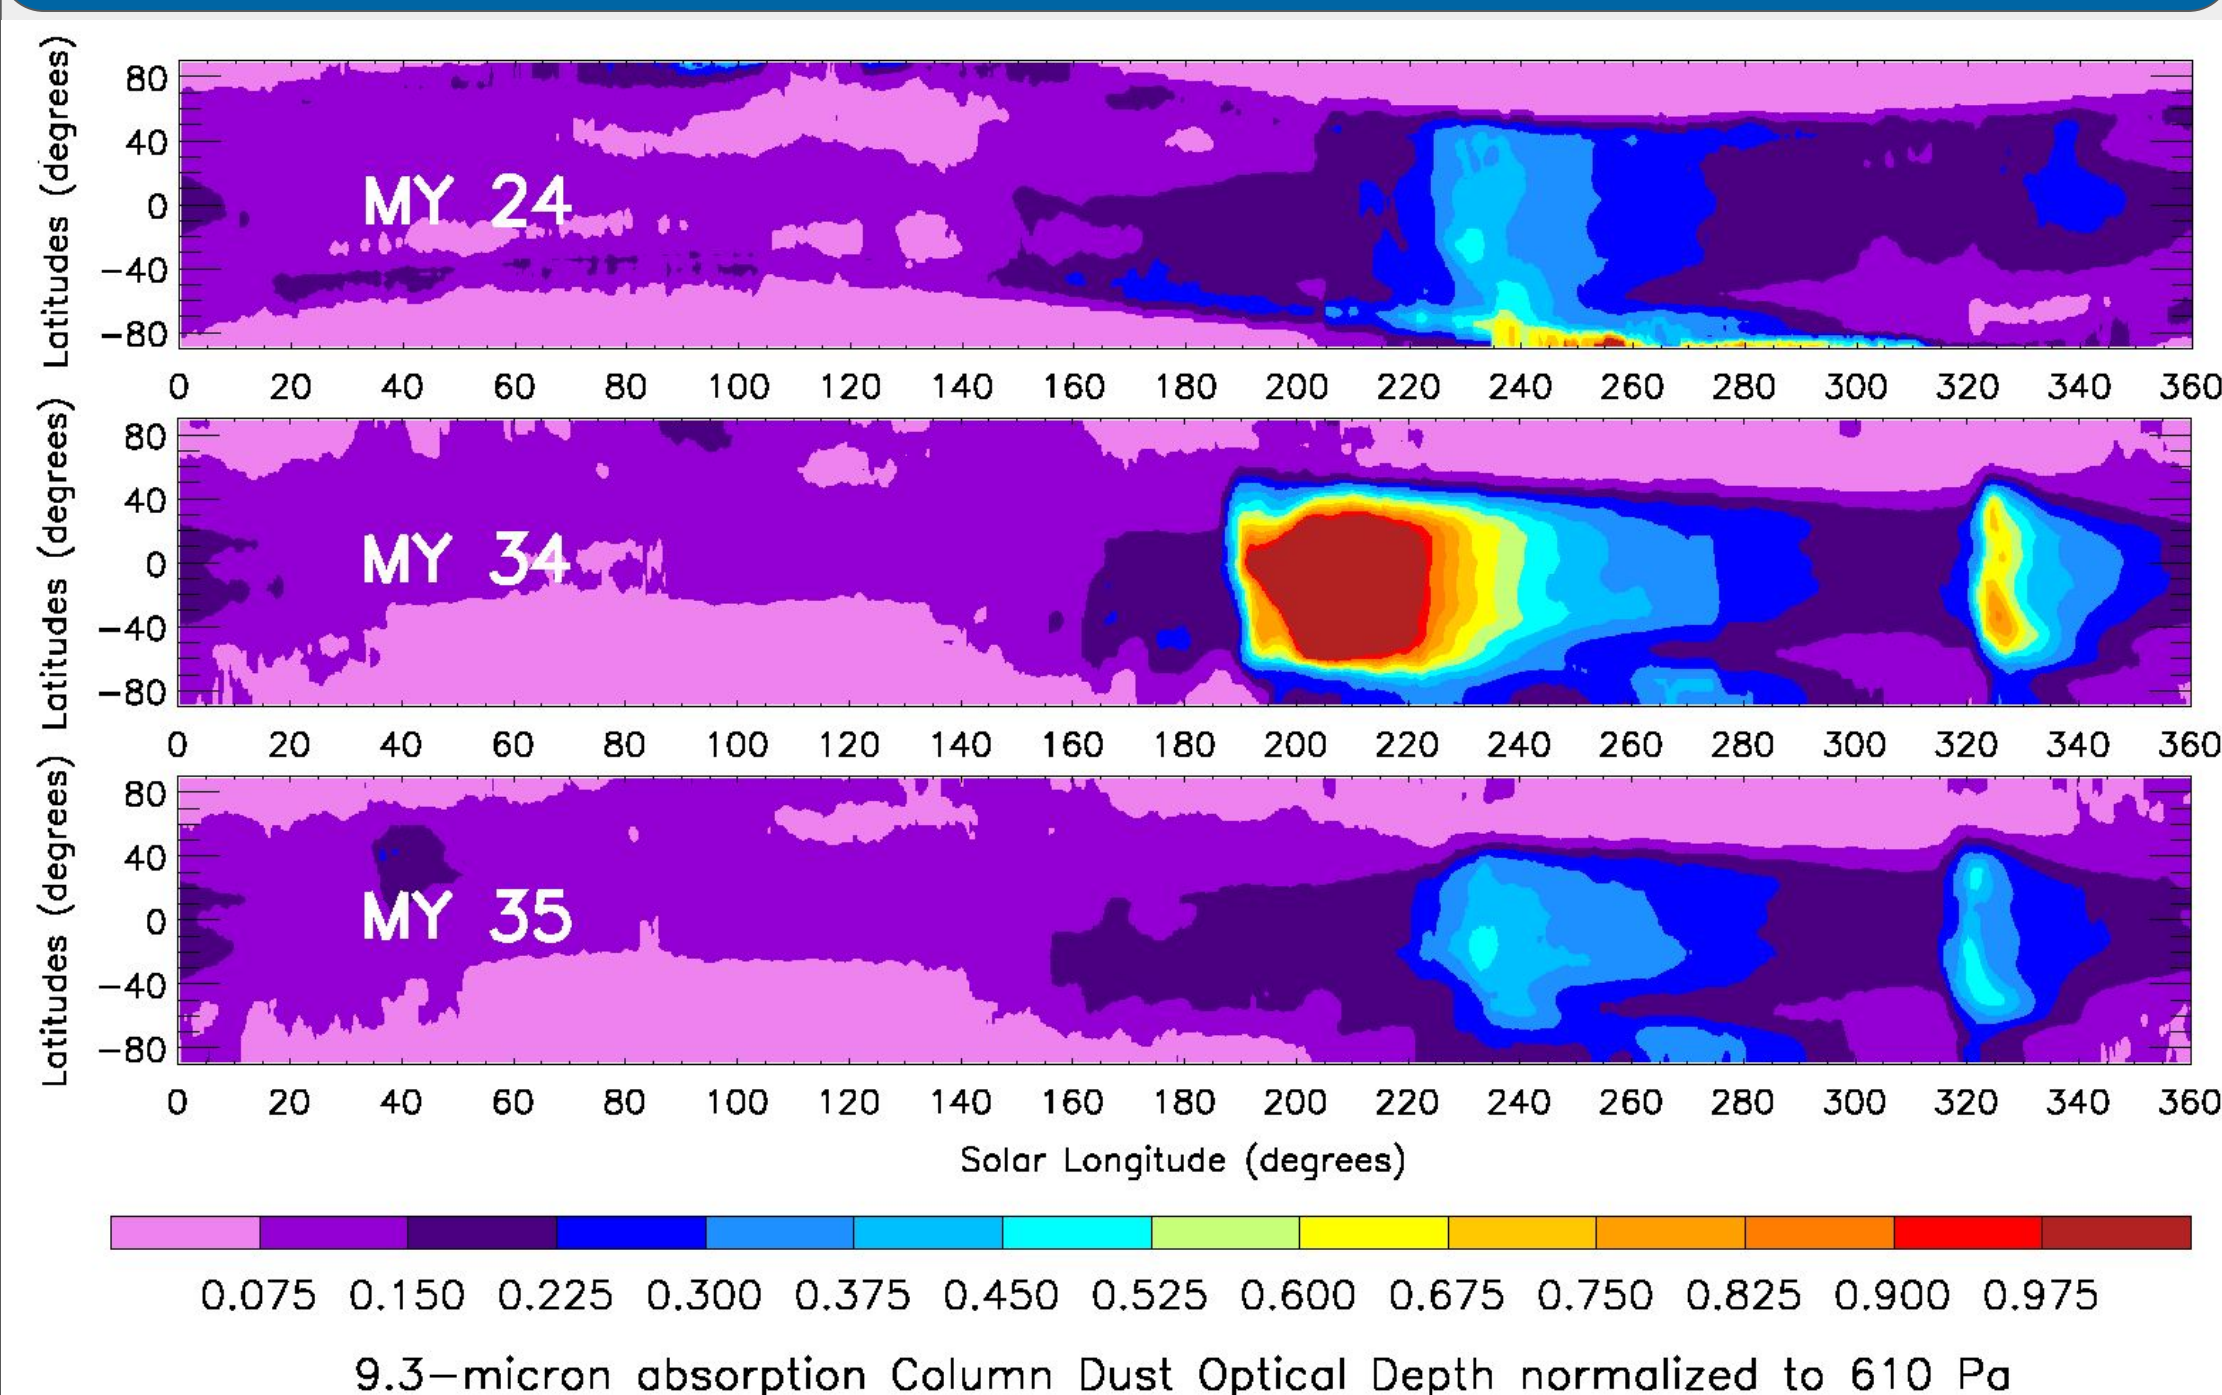 Latitudes (degrees)
80
40
0
−40
−80
MY 24
0 20 40 60 80 100 120 140 160 180 200 220 240 260 280 300 320 340 360
Latitudes (degrees)
80
40
0
−40
−80
MY 34
0 20 40 60 80 100 120 140 160 180 200 220 240 260 280 300 320 340 360
Latitudes (degrees)
80
40
0
−40
−80
MY 35
0 20 40 60 80 100 120 140 160 180 200 220 240 260 280 300 320 340 360
Solar Longitude (degrees)
0.075 0.150 0.225 0.300 0.375 0.450 0.525 0.600 0.675 0.750 0.825 0.900 0.975
9.3−micron absorption Column Dust Optical Depth normalized to 610 Pa